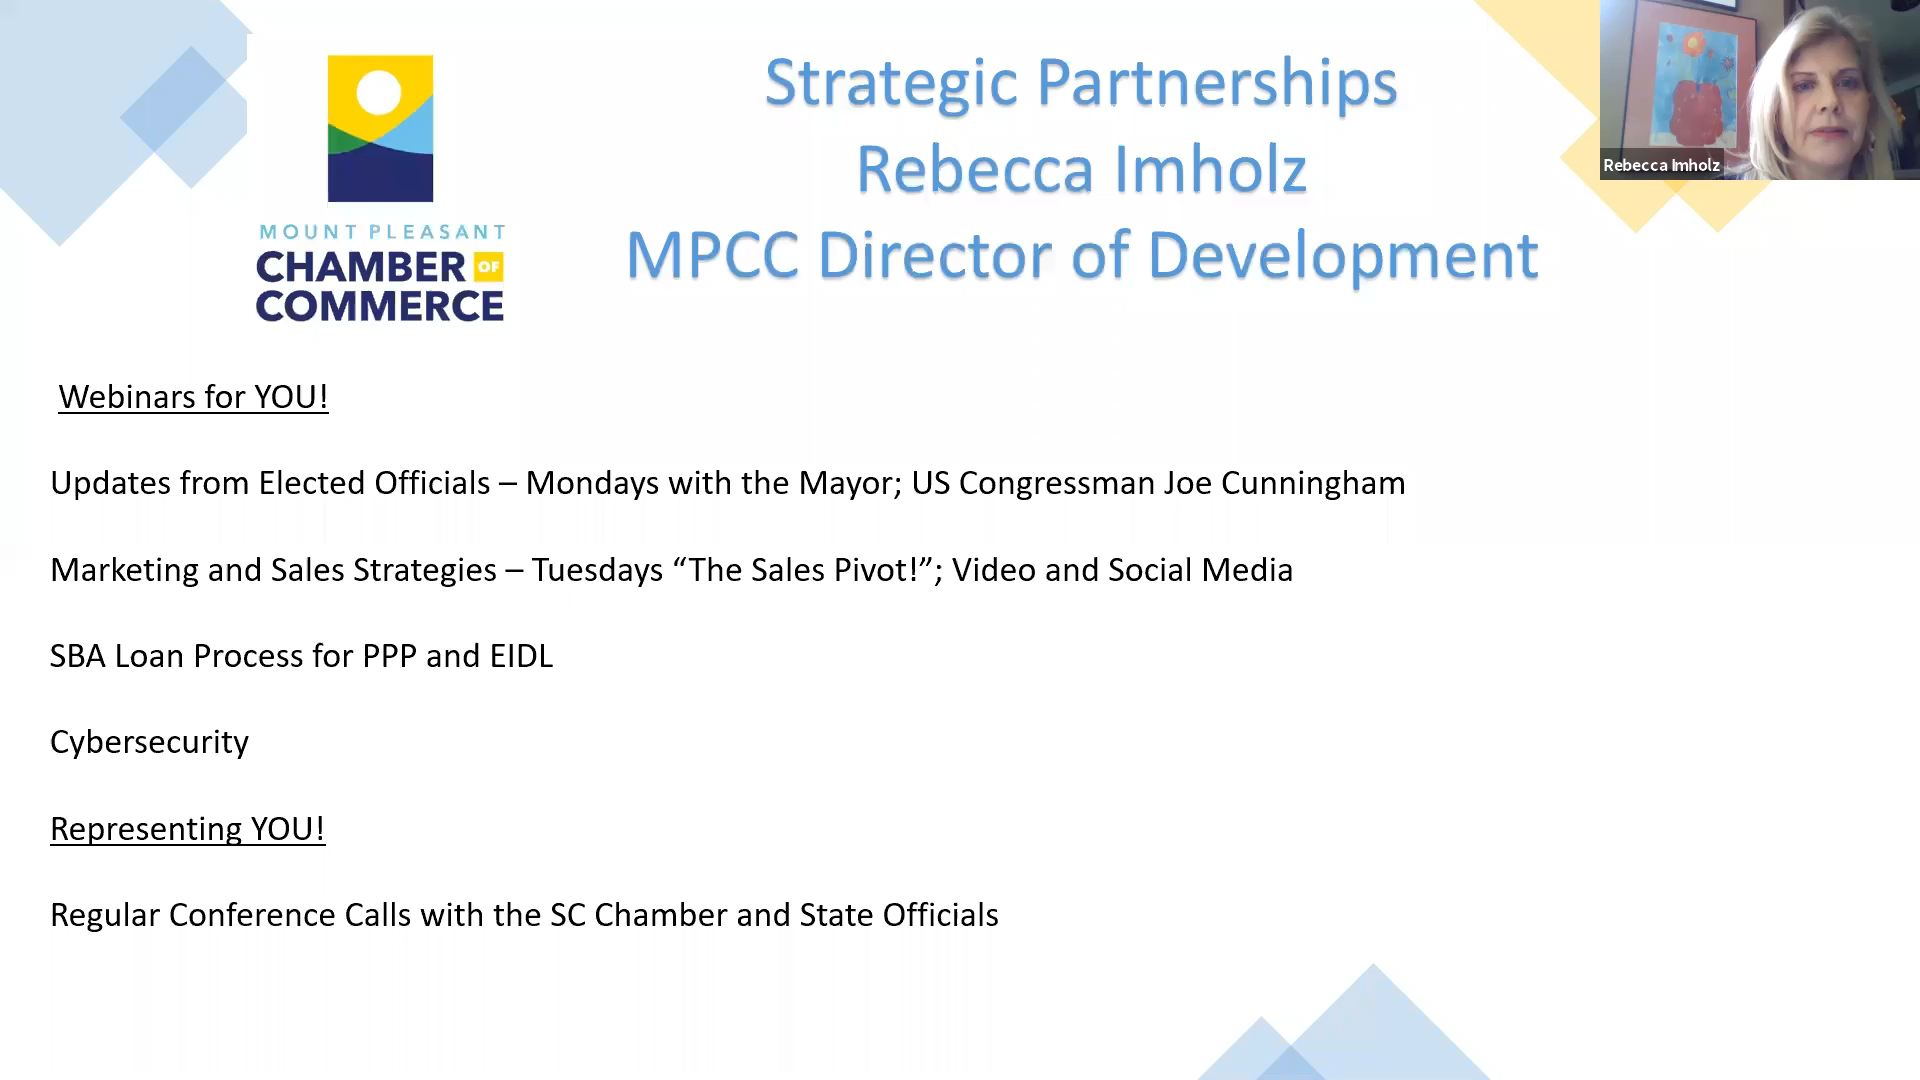 Strategic Partnerships
Rebecca Imholz
MPCC Director of Development
Rebecca Imholz
MOUNT PLEASANT
CHAMBER OF
COMMERCE
Webinars for YOU!
Updates from Elected Officials – Mondays with the Mayor; US Congressman Joe Cunningham
Marketing and Sales Strategies – Tuesdays “The Sales Pivot!”; Video and Social Media
SBA Loan Process for PPP and EIDL
Cybersecurity
Representing YOU!
Regular Conference Calls with the SC Chamber and State Officials